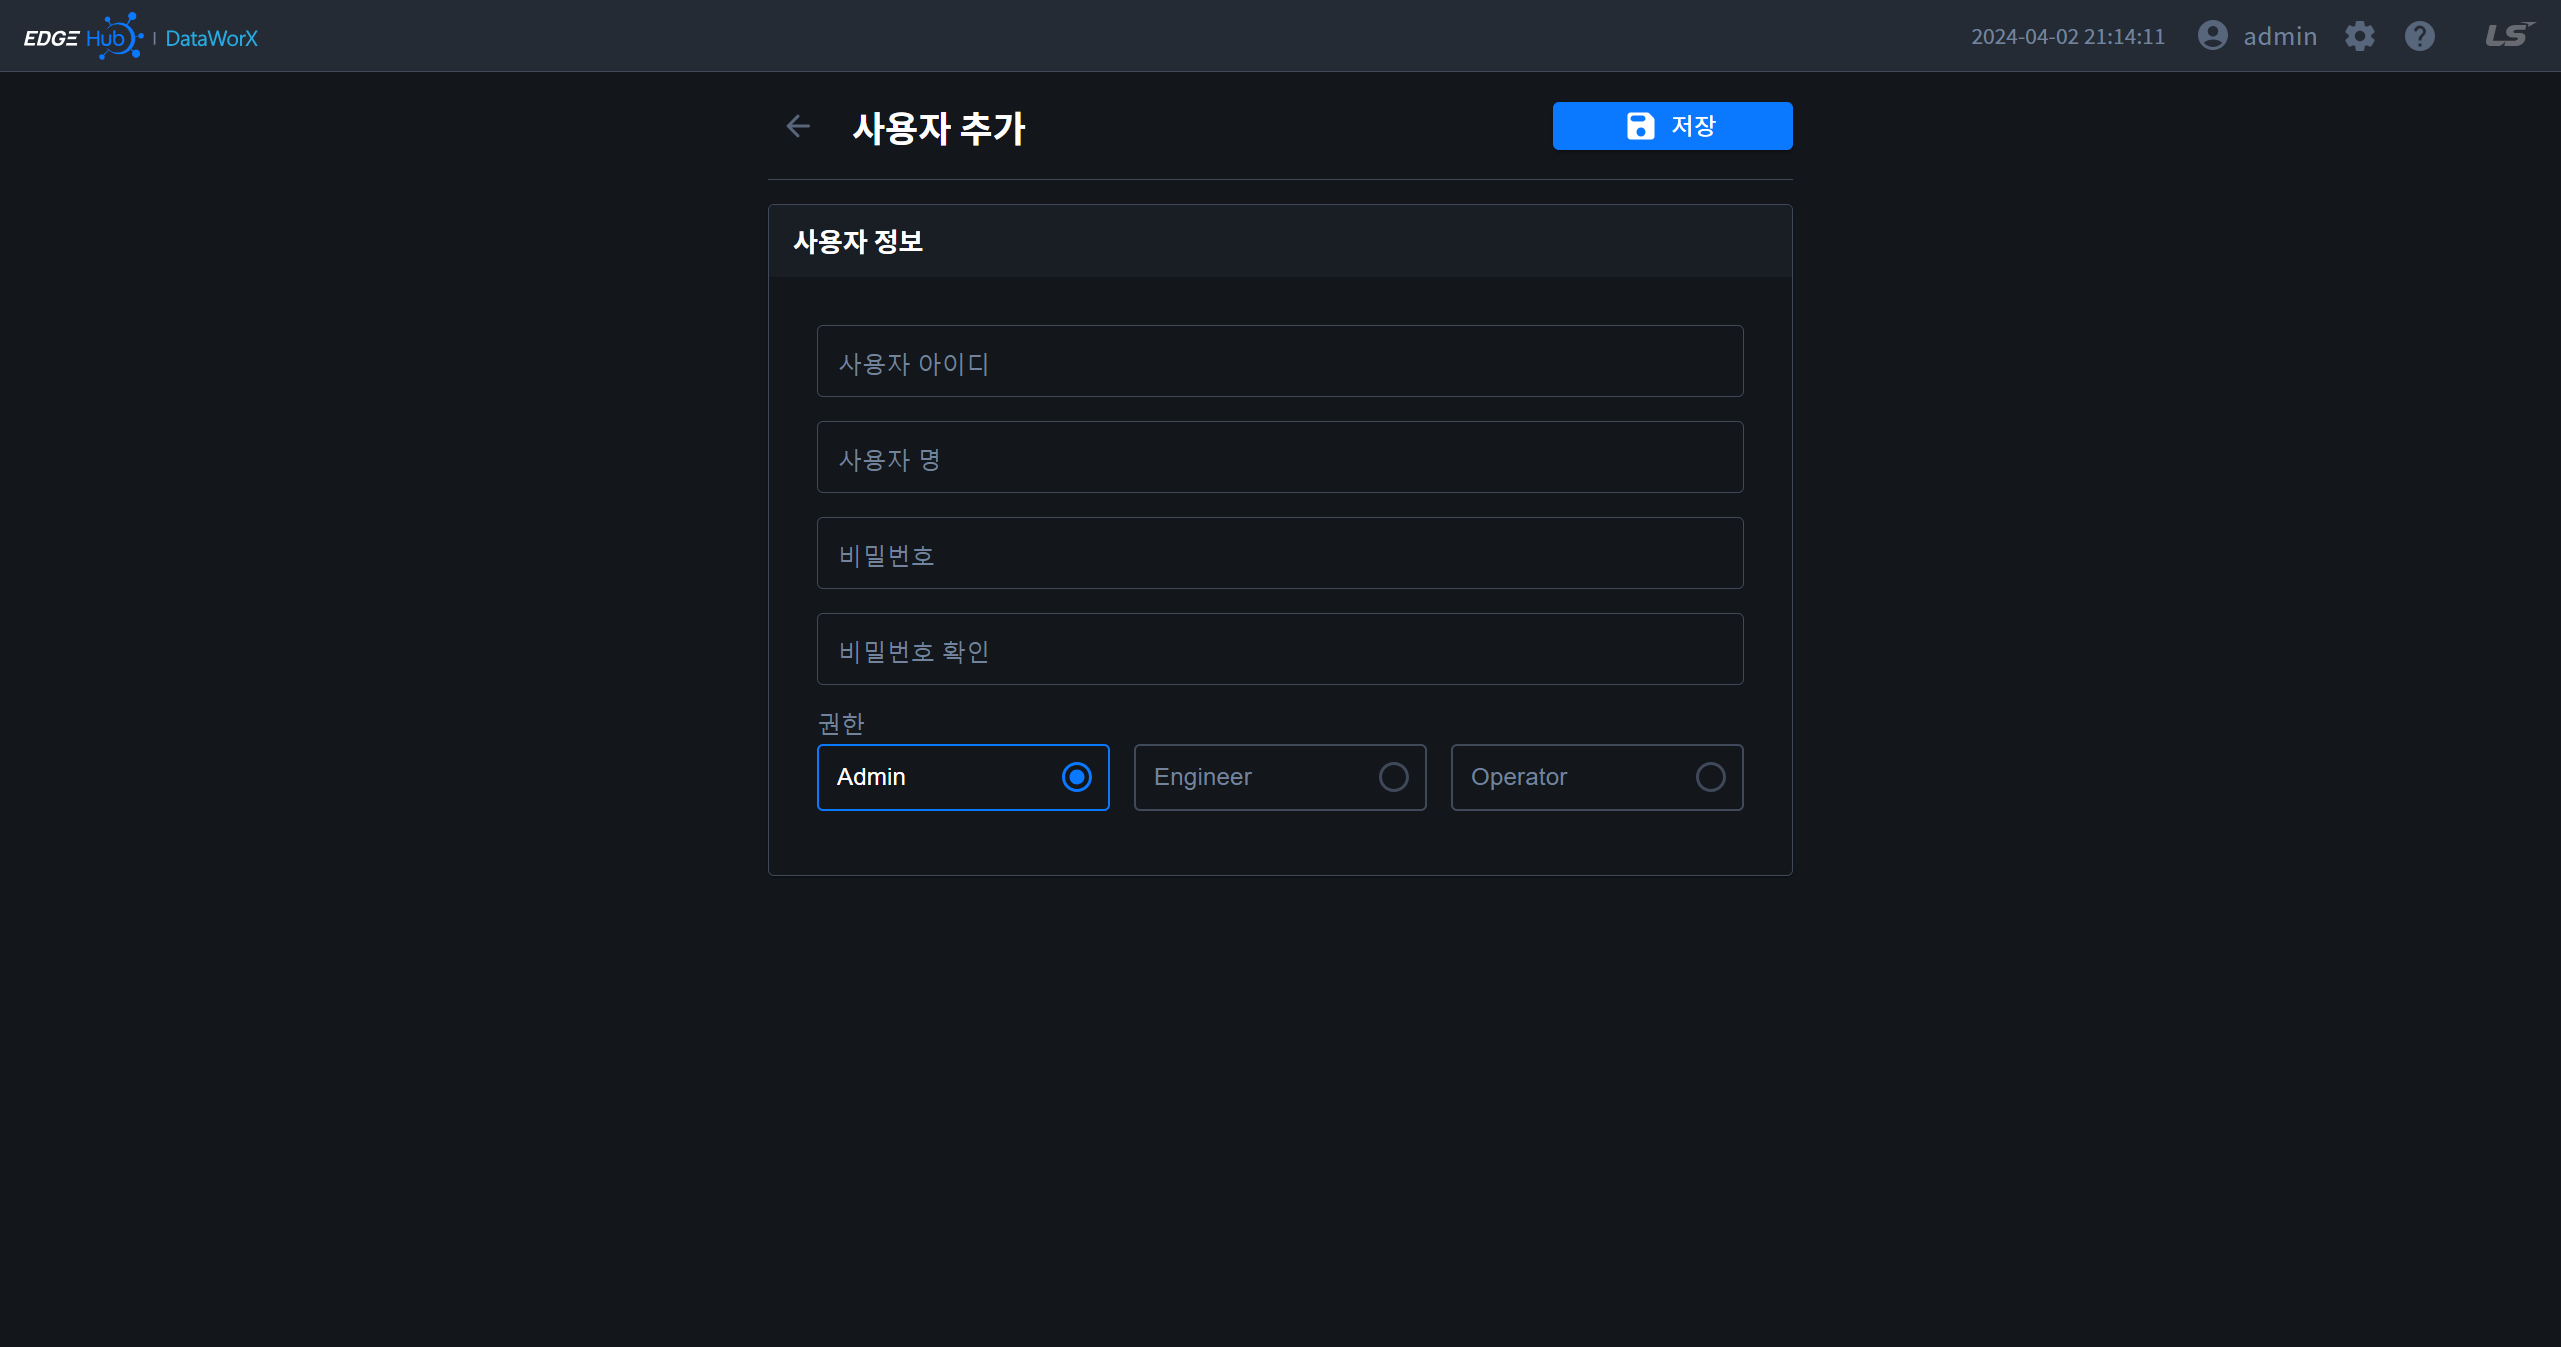 EDGE Hub | DataWorX 2024-04-02 21:14:11 admin LS
사용자 추가 저장
사용자 정보
사용자 아이디
사용자 명
비밀번호
비밀번호 확인
권한
Admin Engineer Operator